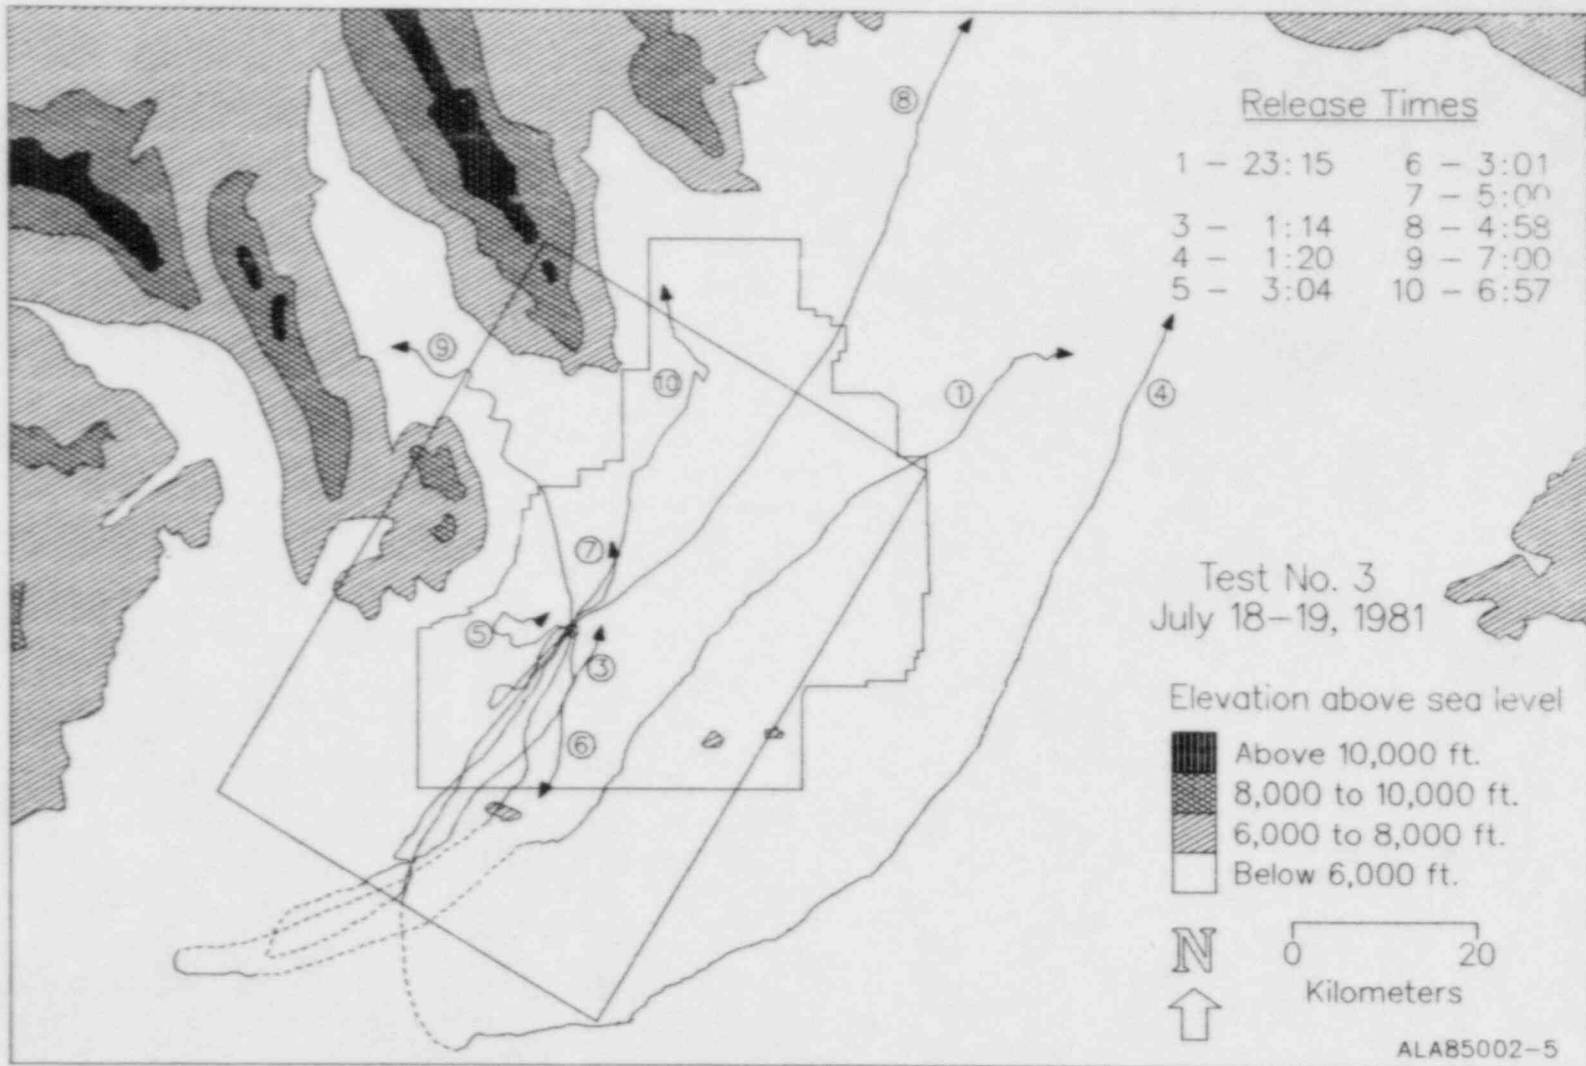 Release Times
1 – 23:15 6 – 3:01
7 – 5:00
3 – 1:14 8 – 4:58
4 – 1:20 9 – 7:00
5 – 3:04 10 – 6:57
8
9
10
1
4
7
5
3
6
Test No. 3
July 18–19, 1981
Elevation above sea level
Above 10,000 ft.
8,000 to 10,000 ft.
6,000 to 8,000 ft.
Below 6,000 ft.
N
0 20
Kilometers
ALA85002-5